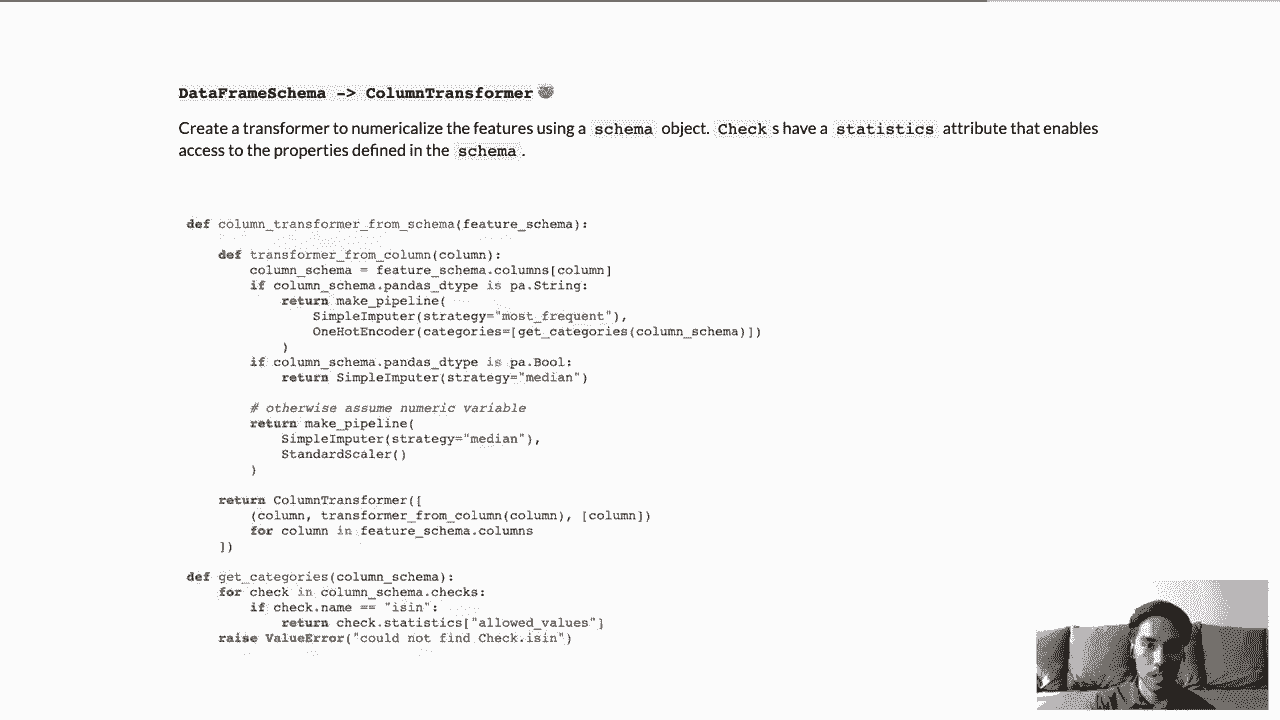 DataFrameSchema -> ColumnTransformer
Create a transformer to numericalize the features using a schema object. Check s have a statistics attribute that enables
access to the properties defined in the schema .
def column_transformer_from_schema(feature_schema):
    def transformer_from_column(column):
        column_schema = feature_schema.columns[column]
        if column_schema.pandas_dtype is pa.String:
            return make_pipeline(
                SimpleImputer(strategy="most_frequent"),
                OneHotEncoder(categories=[get_categories(column_schema)])
            )
        if column_schema.pandas_dtype is pa.Bool:
            return SimpleImputer(strategy="median")
        # otherwise assume numeric variable
        return make_pipeline(
            SimpleImputer(strategy="median"),
            StandardScaler()
        )
    return ColumnTransformer([
        (column, transformer_from_column(column), [column])
        for column in feature_schema.columns
    ])
def get_categories(column_schema):
    for check in column_schema.checks:
        if check.name == "isin":
            return check.statistics["allowed_values"]
    raise ValueError("could not find Check.isin")